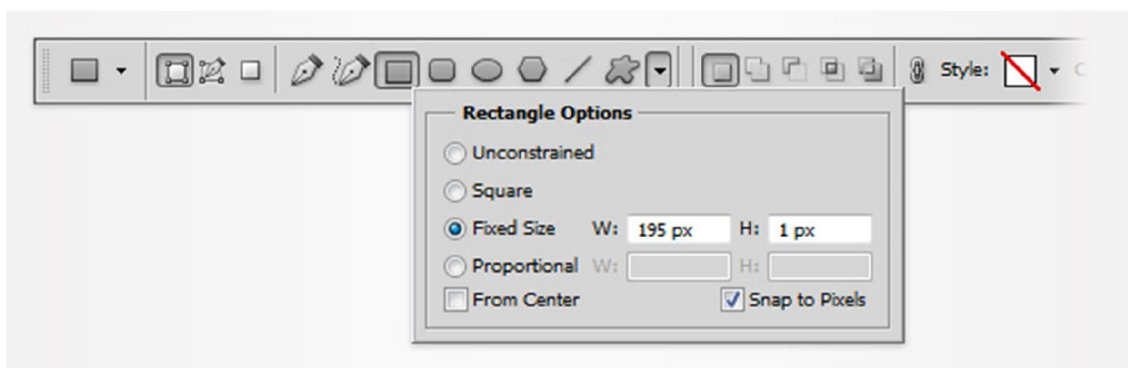 Style:
Rectangle Options
Unconstrained
Square
Fixed Size W: 195 px H: 1 px
Proportional W: H:
From Center Snap to Pixels